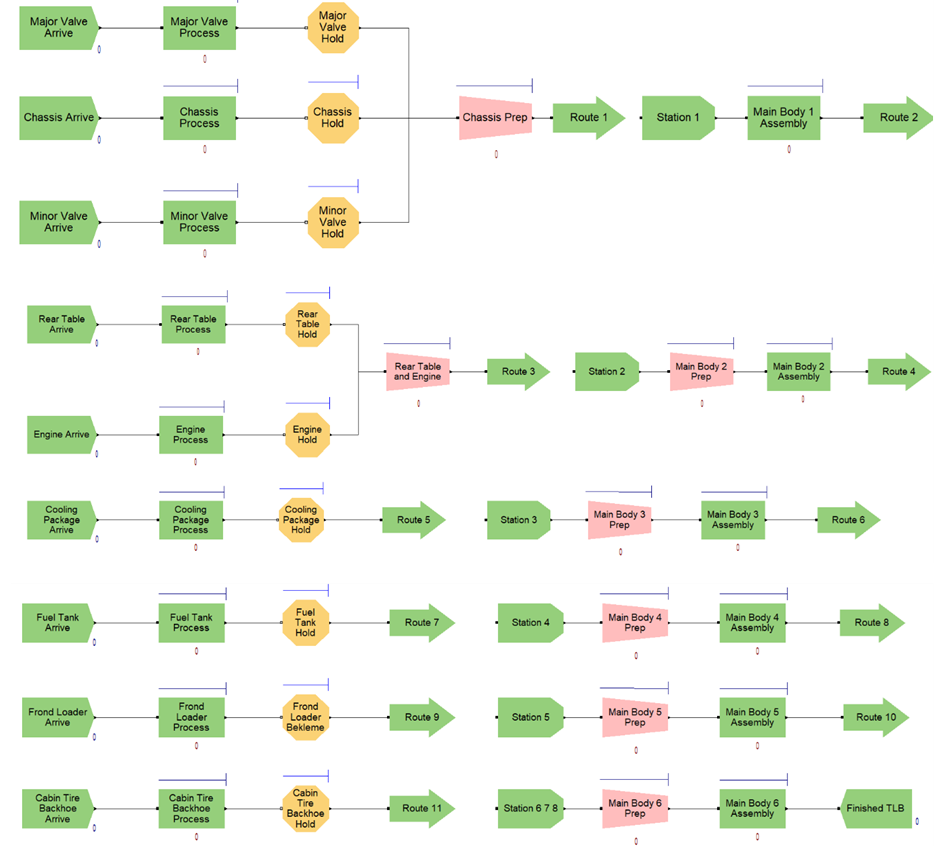 Major Valve
Arrive
0
Major Valve
Process
0
Major
Valve
Hold
Chassis Arrive
0
Chassis
Process
0
Chassis
Hold
Chassis Prep
0
Route 1
Station 1
Main Body 1
Assembly
0
Route 2
Minor Valve
Arrive
0
Minor Valve
Process
0
Minor
Valve
Hold
Rear Table
Arrive
0
Rear Table
Process
0
Rear
Table
Hold
Rear Table
and Engine
0
Route 3
Station 2
Main Body 2
Prep
0
Main Body 2
Assembly
0
Route 4
Engine Arrive
0
Engine
Process
0
Engine
Hold
Cooling
Package
Arrive
0
Cooling
Package
Process
0
Cooling
Package
Hold
Route 5
Station 3
Main Body 3
Prep
0
Main Body 3
Assembly
0
Route 6
Fuel Tank
Arrive
0
Fuel Tank
Process
0
Fuel
Tank
Hold
Route 7
Station 4
Main Body 4
Prep
0
Main Body 4
Assembly
0
Route 8
Frond Loader
Arrive
0
Frond
Loader
Process
0
Frond
Loader
Bekleme
Route 9
Station 5
Main Body 5
Prep
0
Main Body 5
Assembly
0
Route 10
Cabin Tire
Backhoe
Arrive
0
Cabin Tire
Backhoe
Process
0
Cabin
Tire
Backhoe
Hold
Route 11
Station 6 7 8
Main Body 6
Prep
0
Main Body 6
Assembly
0
Finished TLB
0